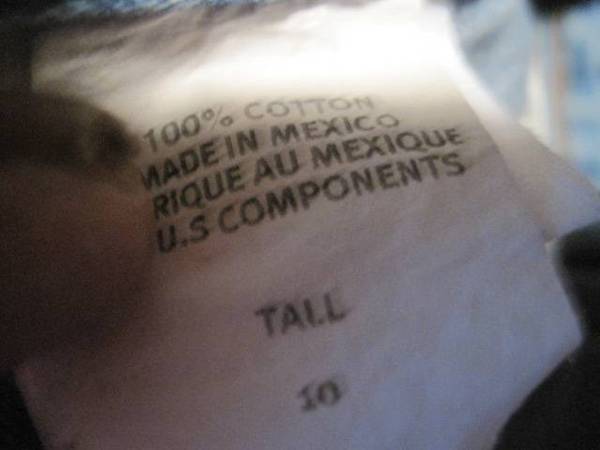 100% COTTON
MADE IN MEXICO
RIQUE AU MEXIQUE
U.S COMPONENTS
TALL
10